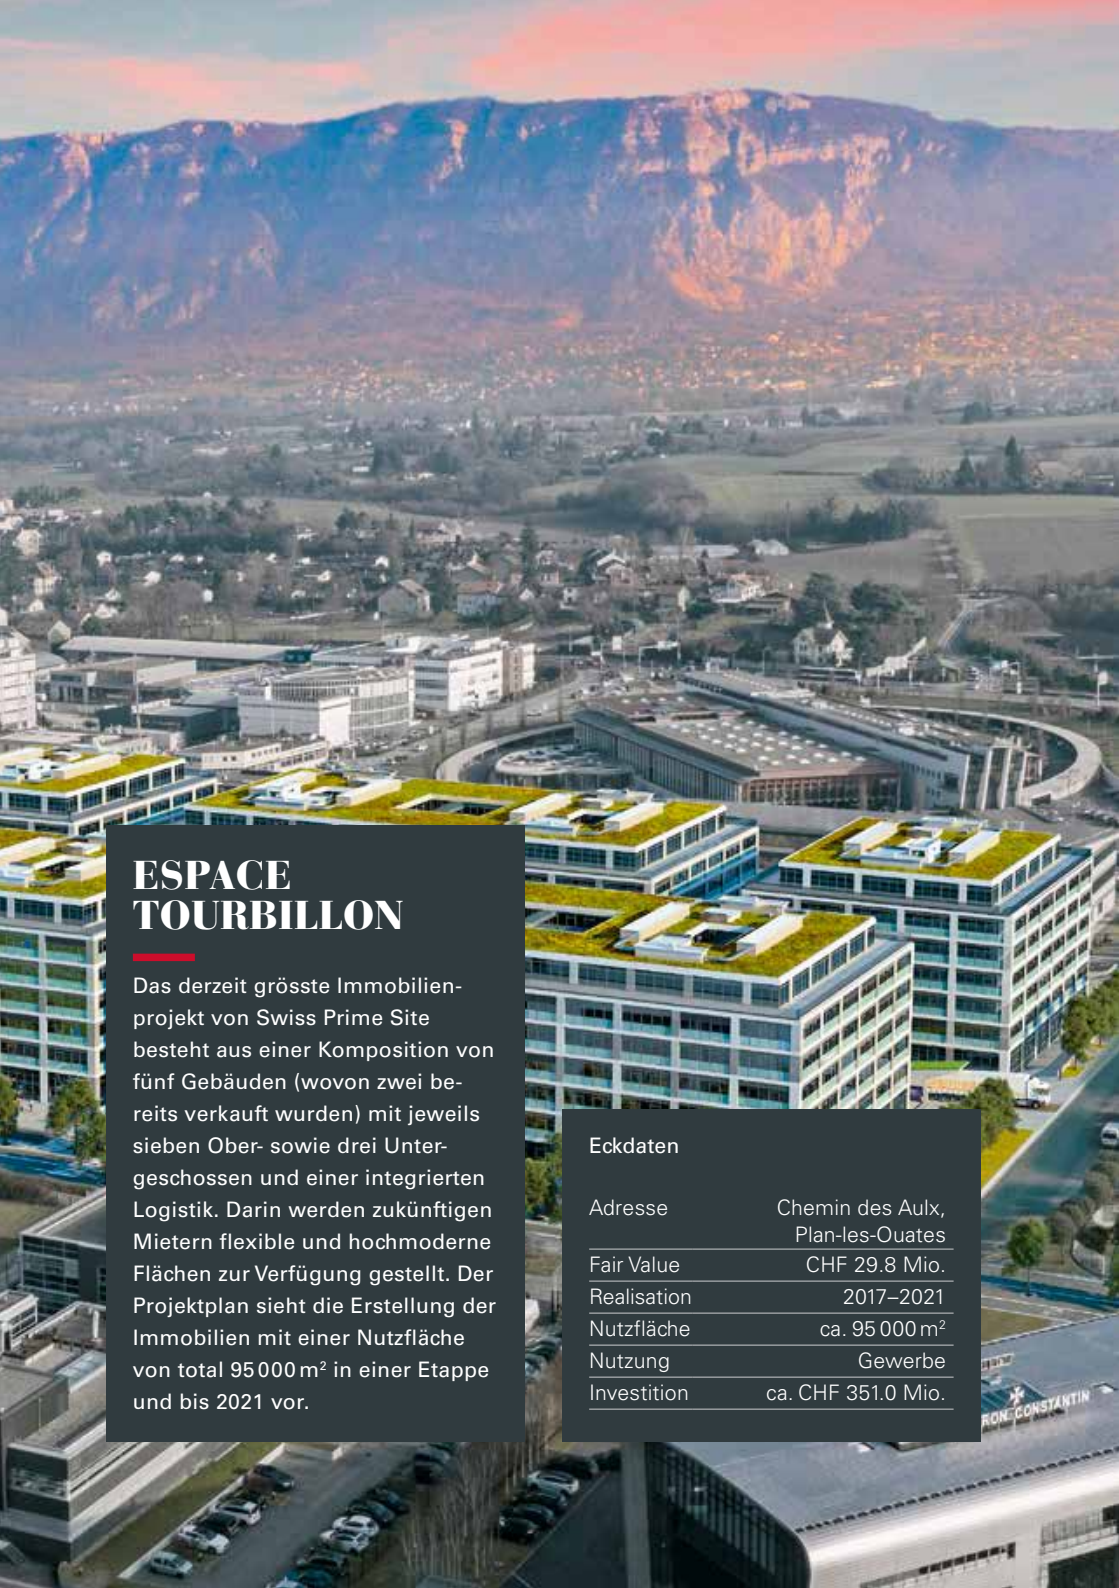 ESPACE
TOURBILLON
Das derzeit grösste Immobilien-
projekt von Swiss Prime Site
besteht aus einer Komposition von
fünf Gebäuden (wovon zwei be-
reits verkauft wurden) mit jeweils
sieben Ober- sowie drei Unter-
geschossen und einer integrierten
Logistik. Darin werden zukünftigen
Mietern flexible und hochmoderne
Flächen zur Verfügung gestellt. Der
Projektplan sieht die Erstellung der
Immobilien mit einer Nutzfläche
von total 95 000 m² in einer Etappe
und bis 2021 vor.
Eckdaten
Adresse Chemin des Aulx,
Plan-les-Ouates
Fair Value CHF 29.8 Mio.
Realisation 2017–2021
Nutzfläche ca. 95 000 m²
Nutzung Gewerbe
Investition ca. CHF 351.0 Mio.
RON CONSTANTIN